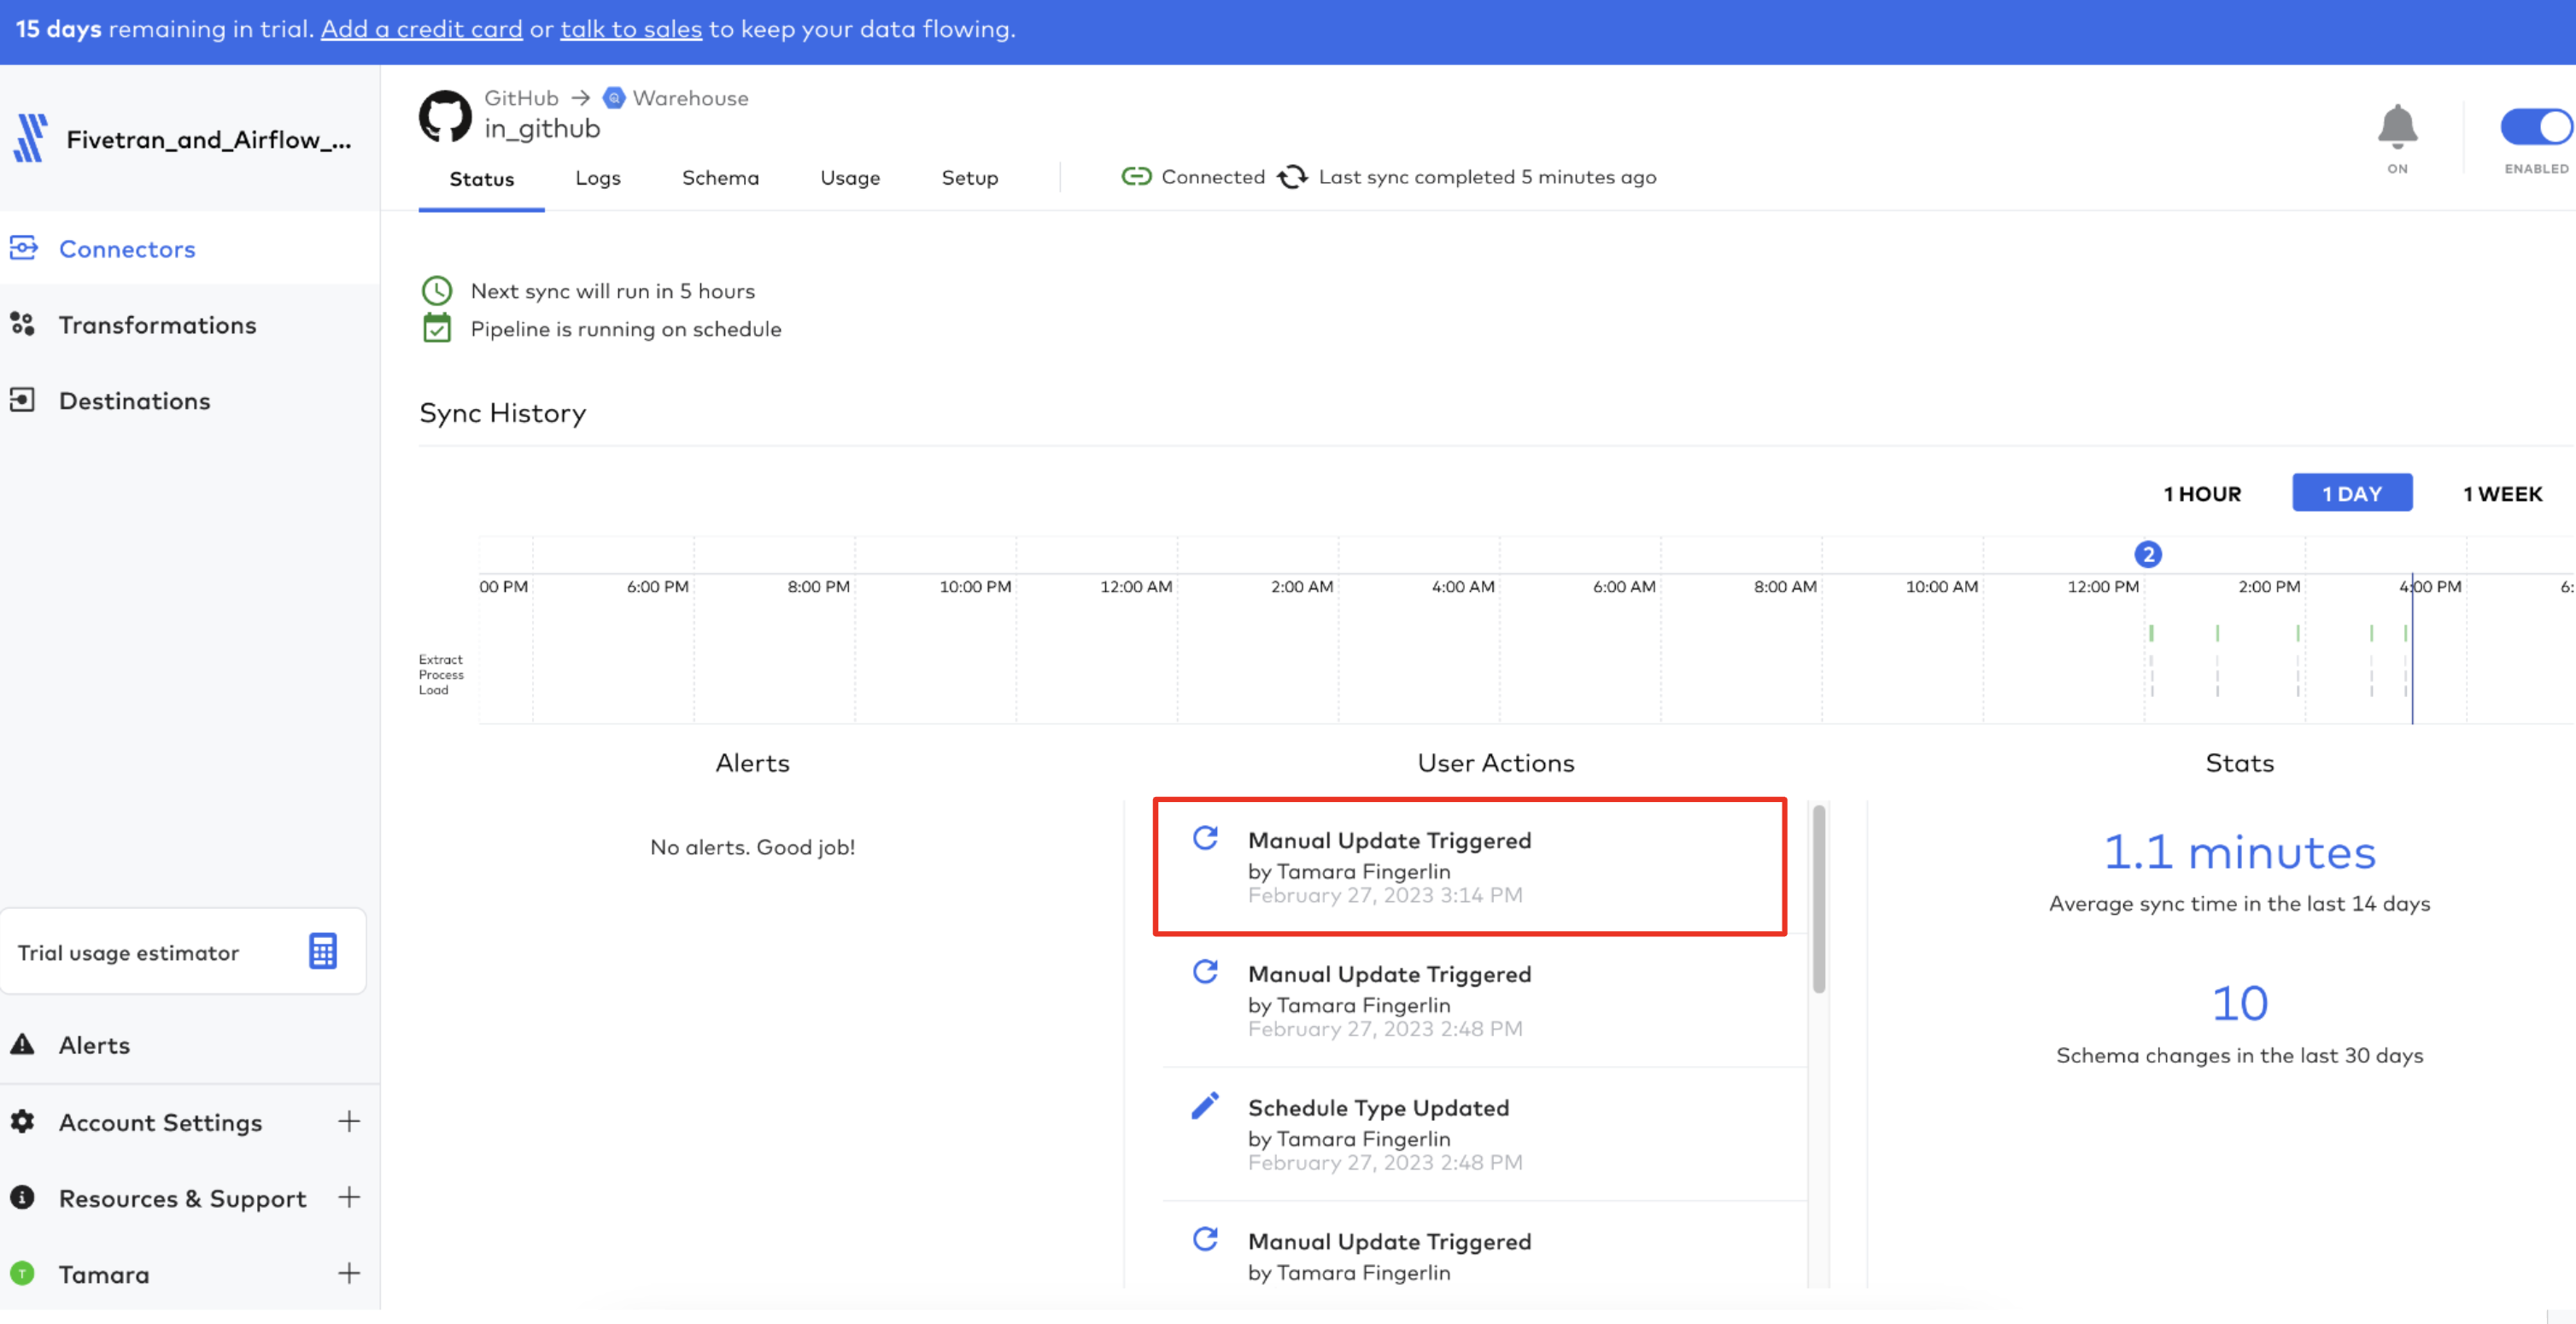 15 days remaining in trial. Add a credit card or talk to sales to keep your data flowing.
Fivetran_and_Airflow_...
Connectors
Transformations
Destinations
Trial usage estimator
Alerts
Account Settings
Resources & Support
T
Tamara
GitHub → Warehouse
in_github
Status Logs Schema Usage Setup
Connected Last sync completed 5 minutes ago
ON
ENABLED
Next sync will run in 5 hours
Pipeline is running on schedule
Sync History
1 HOUR 1 DAY 1 WEEK
2
00 PM 6:00 PM 8:00 PM 10:00 PM 12:00 AM 2:00 AM 4:00 AM 6:00 AM 8:00 AM 10:00 AM 12:00 PM 2:00 PM 4:00 PM 6:
Extract
Process
Load
Alerts
No alerts. Good job!
User Actions
Manual Update Triggered
by Tamara Fingerlin
February 27, 2023 3:14 PM
Manual Update Triggered
by Tamara Fingerlin
February 27, 2023 2:48 PM
Schedule Type Updated
by Tamara Fingerlin
February 27, 2023 2:48 PM
Manual Update Triggered
by Tamara Fingerlin
Stats
1.1 minutes
Average sync time in the last 14 days
10
Schema changes in the last 30 days